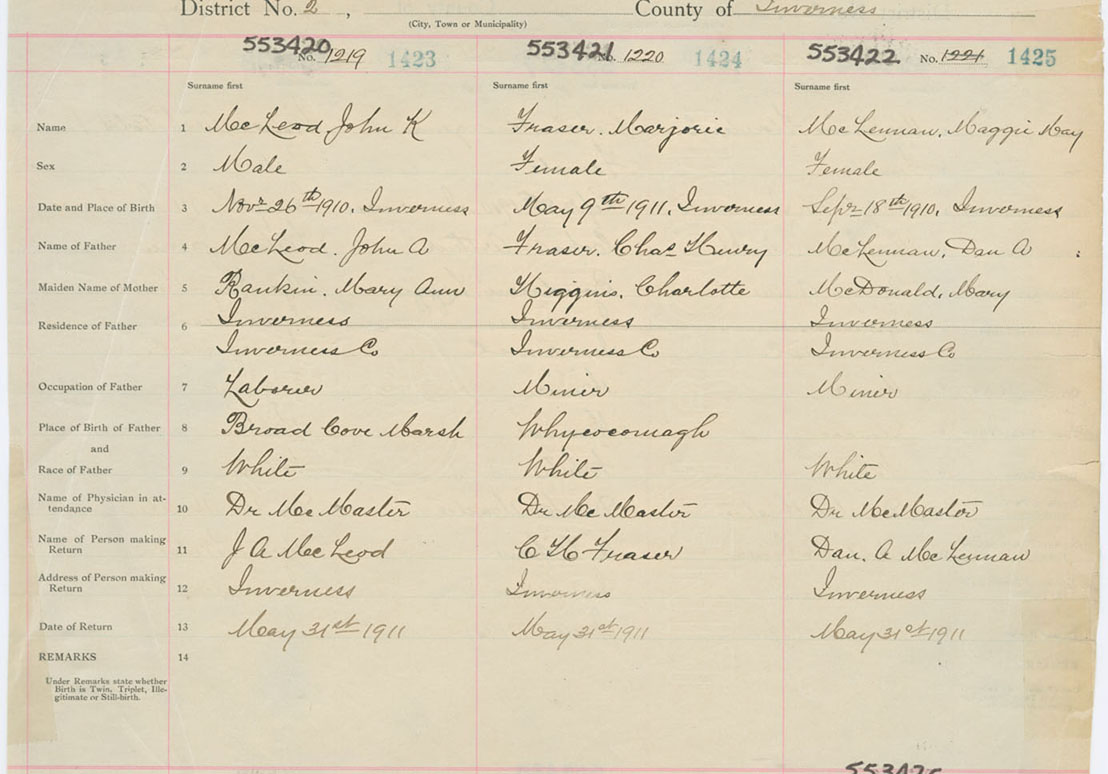 District No. 2 , County of Inverness
(City, Town or Municipality)
553420 No. 1219 1423 553421 No. 1220 1424 553422 No. 1221 1425
Surname first Surname first Surname first
Name 1 McLeod, John K Fraser. Marjorie McLennan, Maggie May
Sex 2 Male Female Female
Date and Place of Birth 3 Novr 26th 1910. Inverness May 9th 1911. Inverness Sepr 18th 1910, Inverness
Name of Father 4 McLeod. John A Fraser. Chas Henry McLennan, Dan A
Maiden Name of Mother 5 Rankin. Mary Ann Higgins. Charlotte McDonald, Mary
Residence of Father 6 Inverness Inverness Inverness
Inverness Co Inverness Co Inverness Co
Occupation of Father 7 Laborer Miner Miner
Place of Birth of Father 8 Broad Cove Marsh Whycocomagh
and
Race of Father 9 White White White
Name of Physician in at-
tendance 10 Dr McMaster Dr McMaster Dr McMaster
Name of Person making
Return 11 J A McLeod C H Fraser Dan. A McLennan
Address of Person making
Return 12 Inverness Inverness Inverness
Date of Return 13 May 31st 1911 May 31st 1911 May 31st 1911
REMARKS 14
Under Remarks state whether
Birth is Twin, Triplet, Ille-
gitimate or Still-birth.